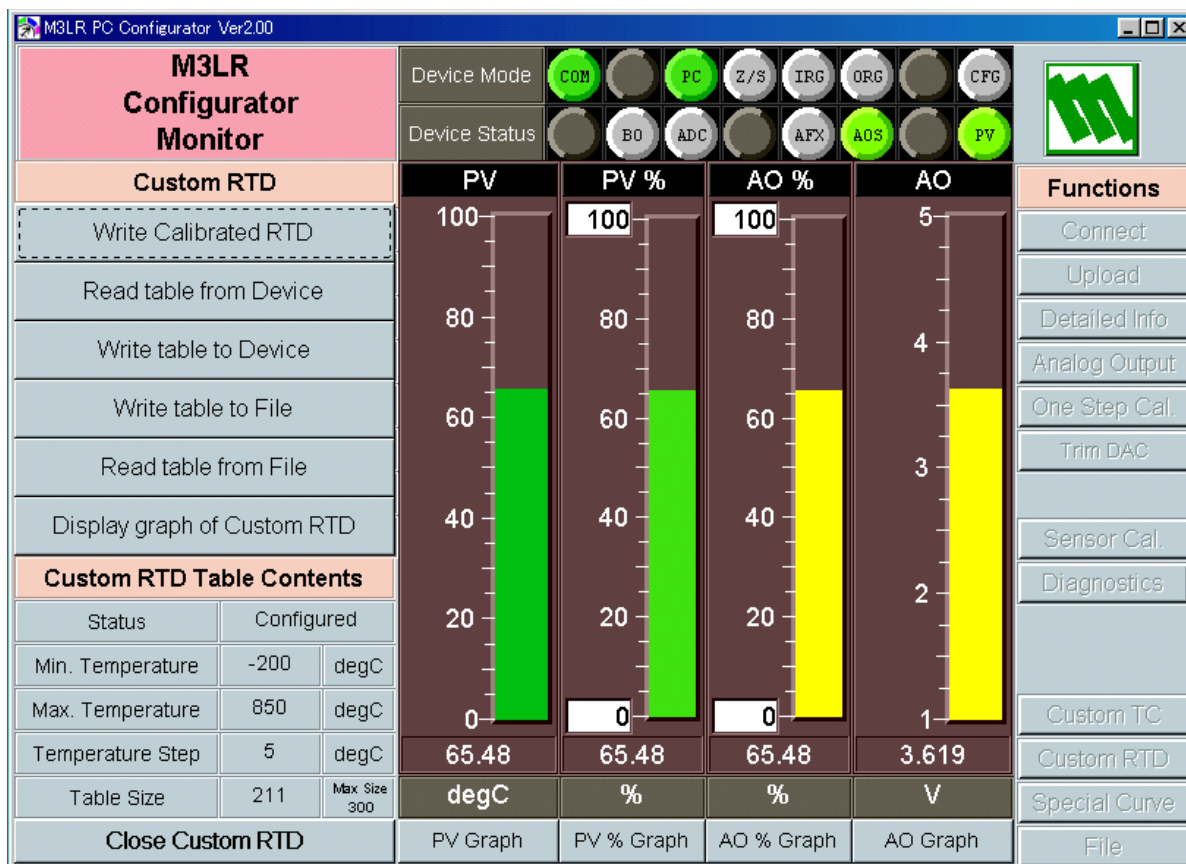 M3LR PC Configurator Ver2.00
M3LR
Configurator
Monitor
Device Mode
COM
PC
Z/S
IRG
ORG
CFG
Device Status
BO
ADC
AFX
AOS
PV
Custom RTD
Write Calibrated RTD
Read table from Device
Write table to Device
Write table to File
Read table from File
Display graph of Custom RTD
Custom RTD Table Contents
Status Configured
Min. Temperature -200 degC
Max. Temperature 850 degC
Temperature Step 5 degC
Table Size 211 Max Size
300
Close Custom RTD
PV
100
80
60
40
20
0
65.48
degC
PV Graph
PV %
100
80
60
40
20
0
65.48
%
PV % Graph
AO %
100
80
60
40
20
0
65.48
%
AO % Graph
AO
5
4
3
2
1
3.619
V
AO Graph
Functions
Connect
Upload
Detailed Info
Analog Output
One Step Cal.
Trim DAC
Sensor Cal.
Diagnostics
Custom TC
Custom RTD
Special Curve
File